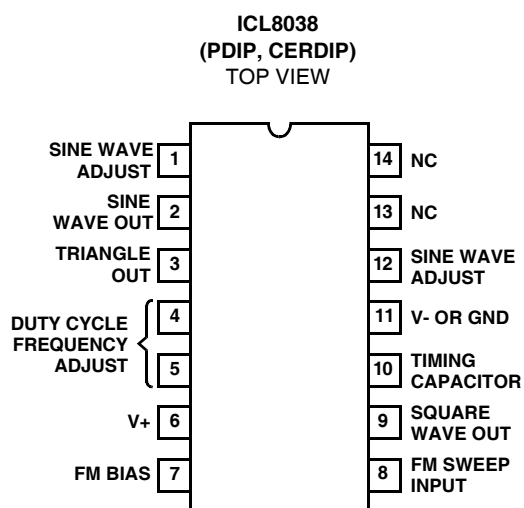 ICL8038
(PDIP, CERDIP)
TOP VIEW
SINE WAVE
ADJUST
1
SINE
WAVE OUT
2
TRIANGLE
OUT
3
DUTY CYCLE
FREQUENCY
ADJUST
4
5
V+
6
FM BIAS
7
14
NC
13
NC
12
SINE WAVE
ADJUST
11
V- OR GND
10
TIMING
CAPACITOR
9
SQUARE
WAVE OUT
8
FM SWEEP
INPUT